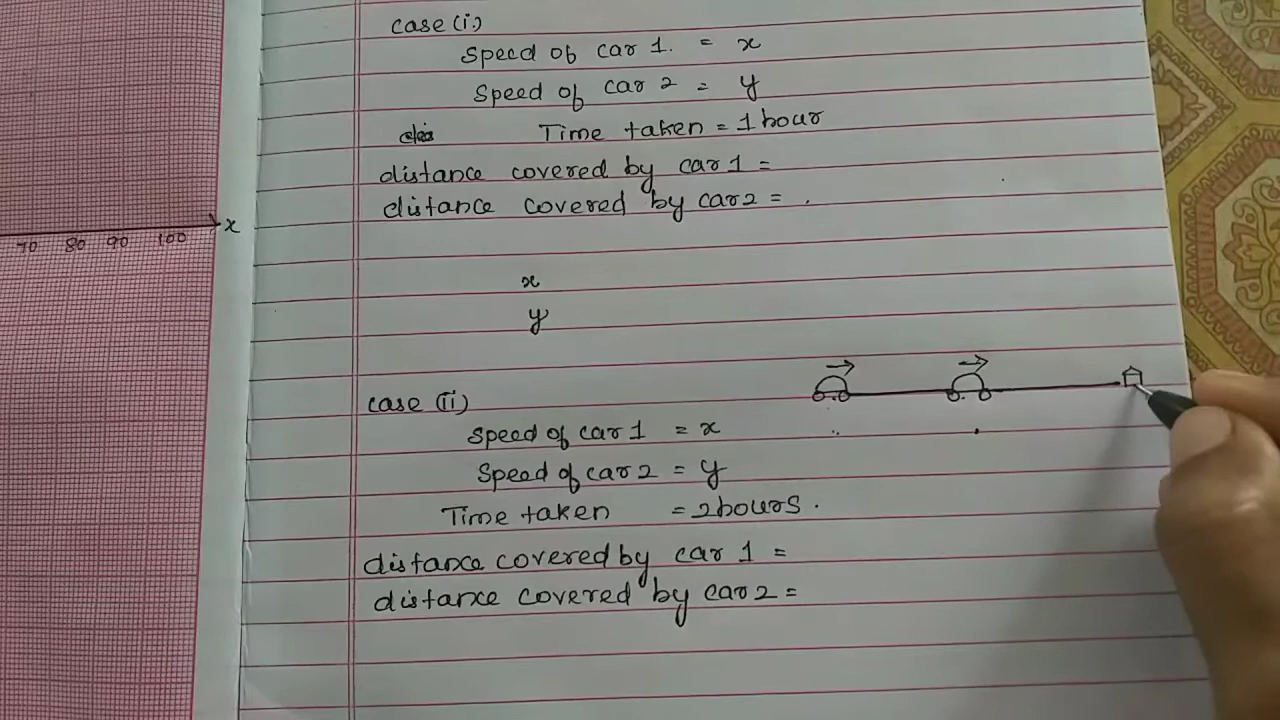 case (i)
Speed of car 1. = x
Speed of car 2 = y
Time taken = 1 hour
distance covered by car 1 =
distance covered by car 2 = .
x
70 80 90 100
x
y
case (ii)
Speed of car 1 = x
Speed of car 2 = y
Time taken = 2 hours.
distance covered by car 1 =
distance covered by car 2 =